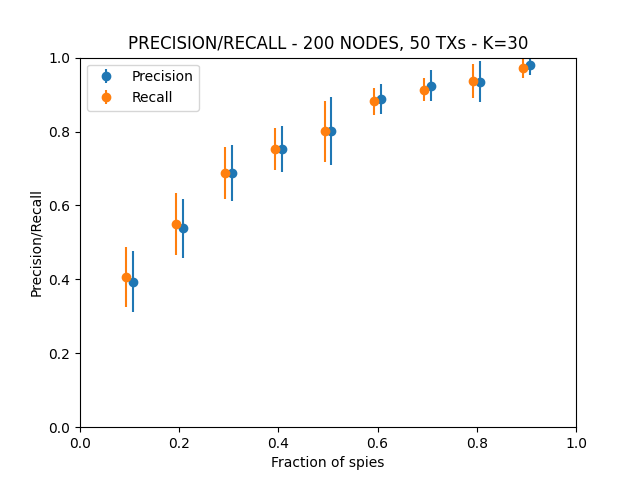 PRECISION/RECALL - 200 NODES, 50 TXs - K=30
Precision
Recall
Precision/Recall
1.0
0.8
0.6
0.4
0.2
0.0
0.0 0.2 0.4 0.6 0.8 1.0
Fraction of spies